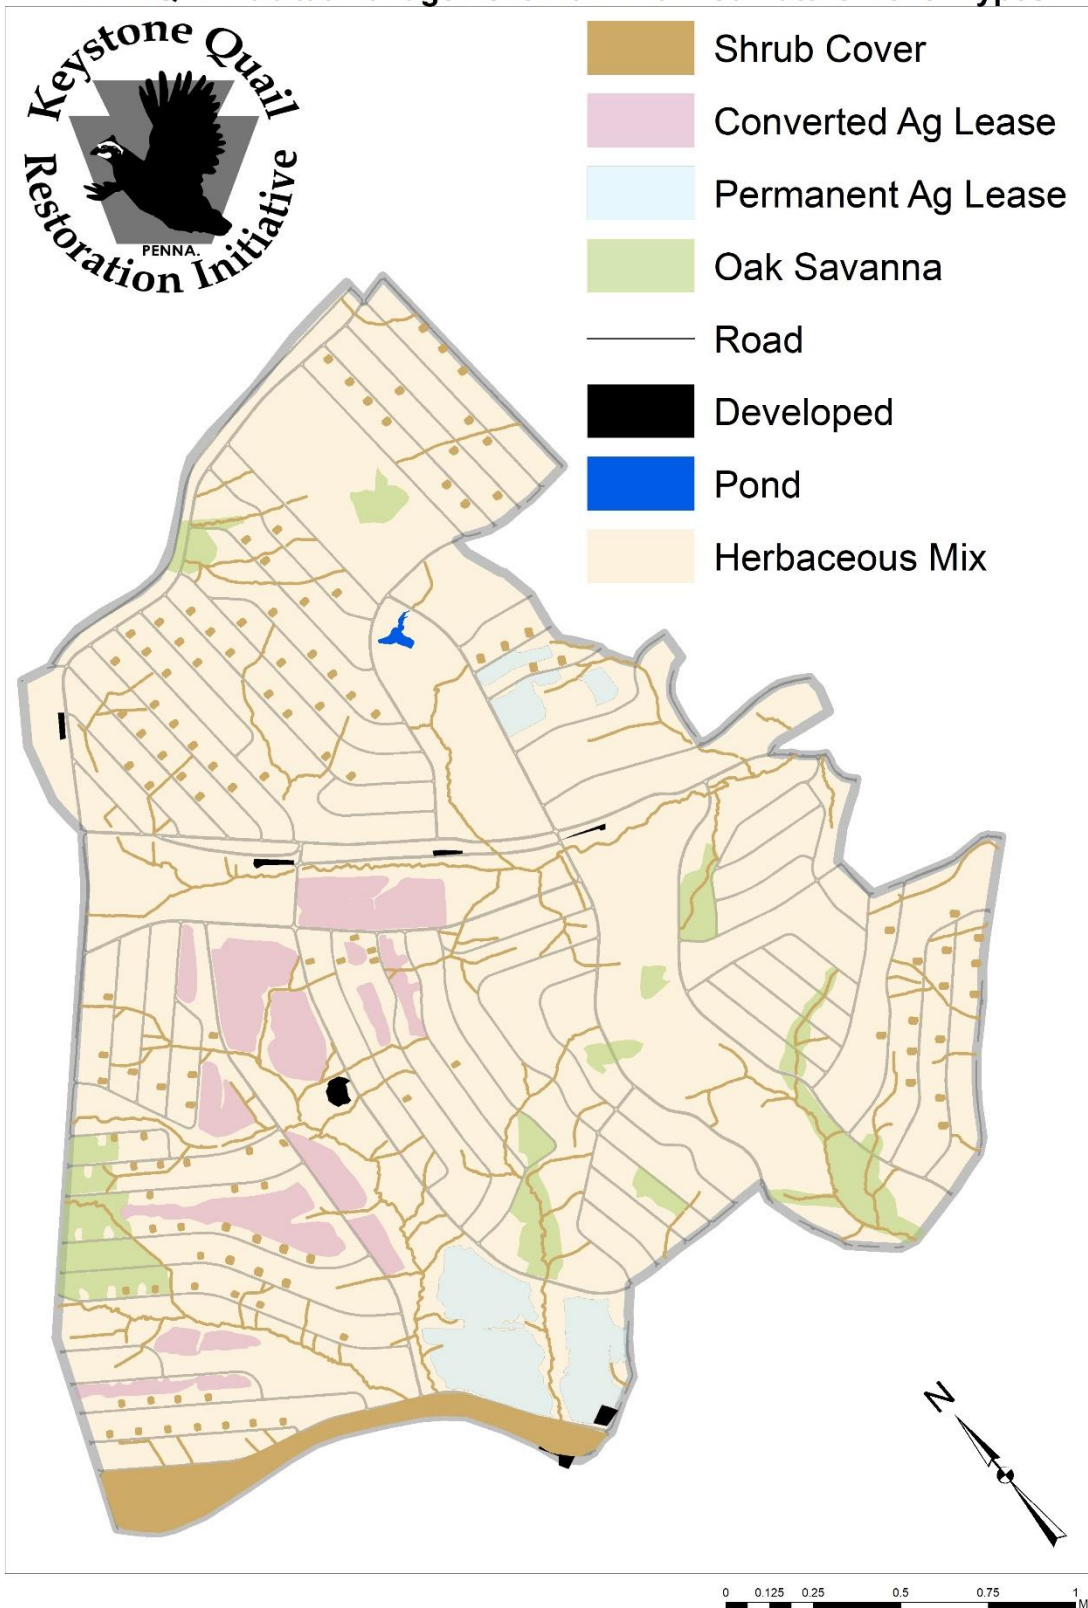 Keystone Quail
Restoration Initiative
PENNA.
Shrub Cover
Converted Ag Lease
Permanent Ag Lease
Oak Savanna
Road
Developed
Pond
Herbaceous Mix
N
0 0.125 0.25 0.5 0.75 1